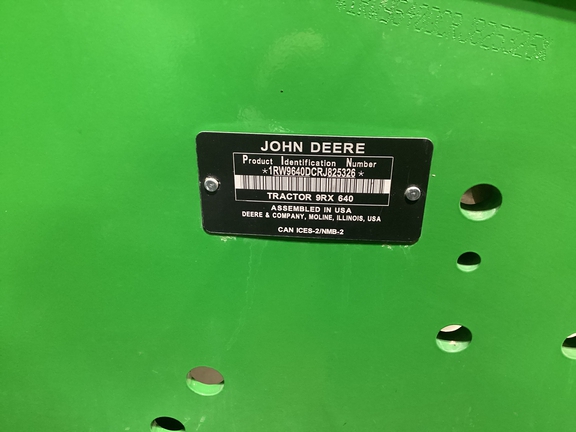 JOHN DEERE
Product Identification Number
*1RW9640DCRJ825326*
TRACTOR 9RX 640
ASSEMBLED IN USA
DEERE & COMPANY, MOLINE, ILLINOIS, USA
CAN ICES-2/NMB-2